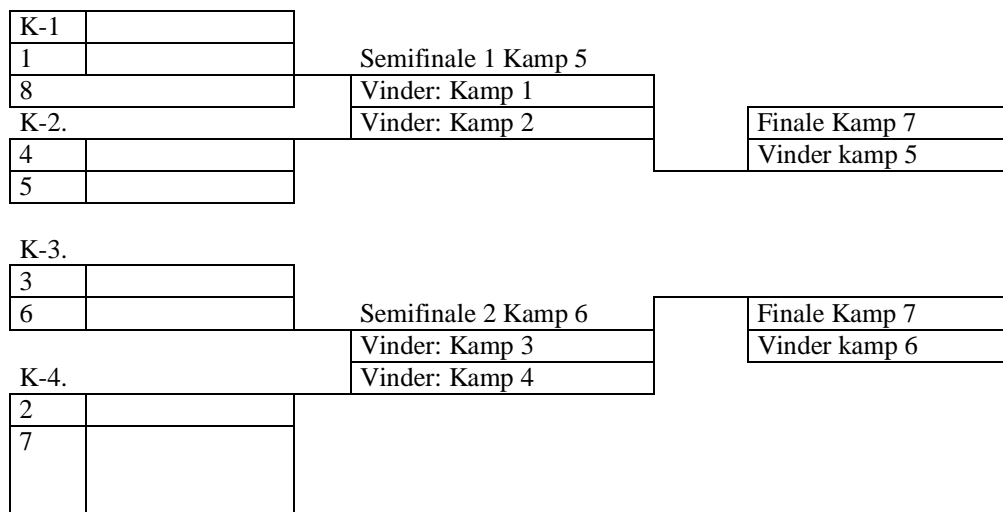 K-1
1 Semifinale 1 Kamp 5
8 Vinder: Kamp 1
K-2. Vinder: Kamp 2 Finale Kamp 7
4 Vinder kamp 5
5
K-3.
3
6 Semifinale 2 Kamp 6 Finale Kamp 7
Vinder: Kamp 3 Vinder kamp 6
K-4. Vinder: Kamp 4
2
7